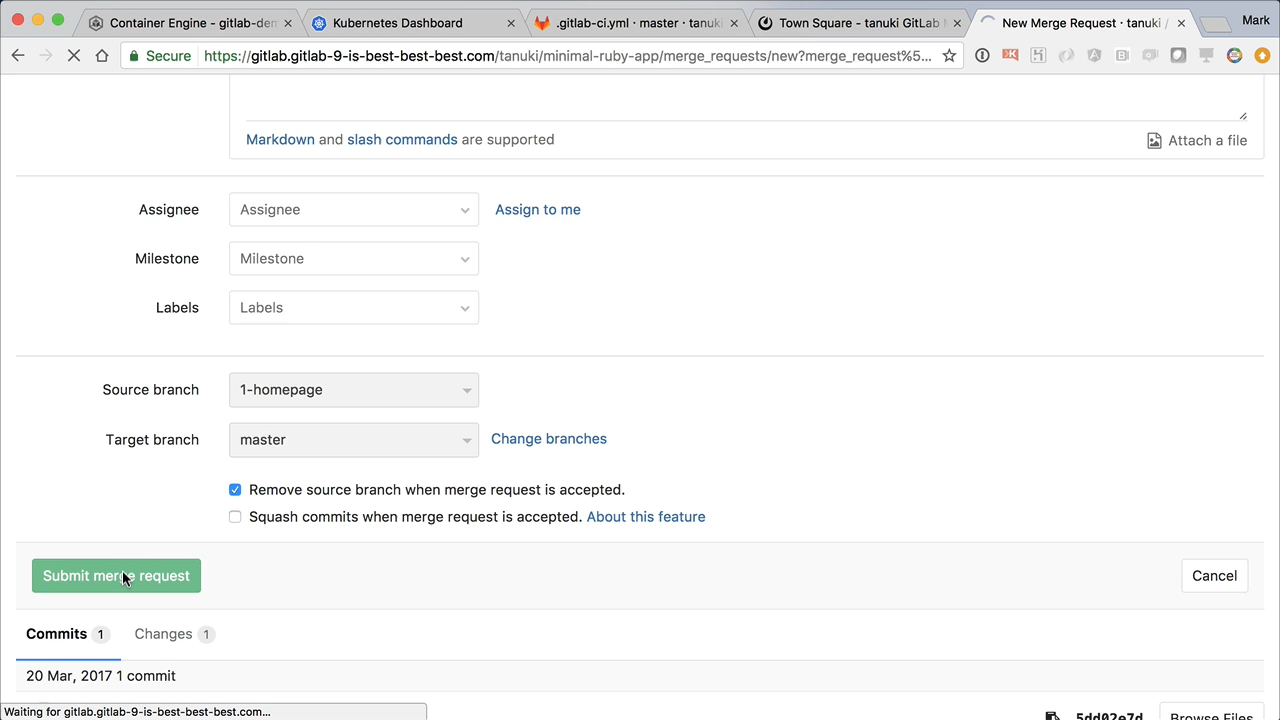 Container Engine - gitlab-dem
Kubernetes Dashboard
.gitlab-ci.yml · master · tanuki
Town Square - tanuki GitLab M
New Merge Request · tanuki /
Mark
Secure
https://gitlab.gitlab-9-is-best-best-best.com/tanuki/minimal-ruby-app/merge_requests/new?merge_request%5...
Markdown and slash commands are supported
Attach a file
Assignee Assignee Assign to me
Milestone Milestone
Labels Labels
Source branch 1-homepage
Target branch master Change branches
Remove source branch when merge request is accepted.
Squash commits when merge request is accepted. About this feature
Submit merge request
Cancel
Commits 1 Changes 1
20 Mar, 2017 1 commit
Waiting for gitlab.gitlab-9-is-best-best-best.com...
5dd02e7d Browse Files